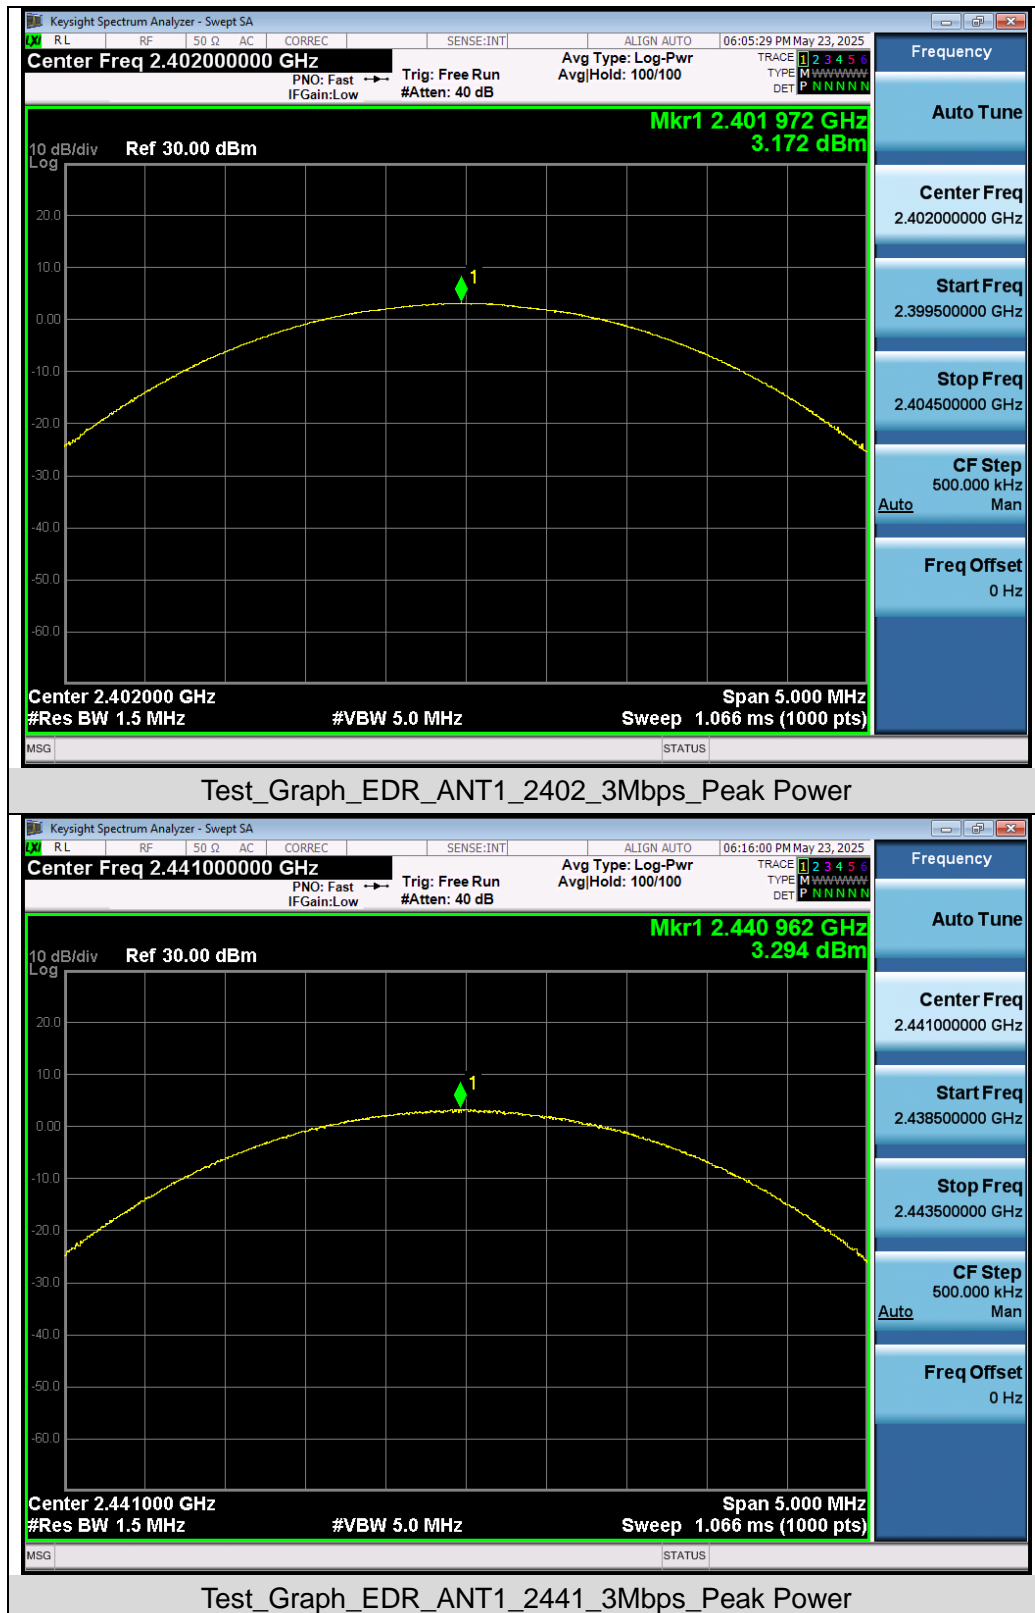 Keysight Spectrum Analyzer - Swept SA
LXI RL RF 50 Ω AC CORREC SENSE:INT ALIGN AUTO 06:05:29 PM May 23, 2025
Center Freq 2.402000000 GHz
PNO: Fast
IFGain:Low
Trig: Free Run
#Atten: 40 dB
Avg Type: Log-Pwr
Avg|Hold: 100/100
TRACE 1 2 3 4 5 6
TYPE M WWWWW
DET P N N N N N
Mkr1 2.401 972 GHz
3.172 dBm
10 dB/div Ref 30.00 dBm
Log
20.0
10.0
0.00
-10.0
-20.0
-30.0
-40.0
-50.0
-60.0
1
Center 2.402000 GHz Span 5.000 MHz
#Res BW 1.5 MHz #VBW 5.0 MHz Sweep 1.066 ms (1000 pts)
MSG STATUS
Frequency
Auto Tune
Center Freq
2.402000000 GHz
Start Freq
2.399500000 GHz
Stop Freq
2.404500000 GHz
CF Step
500.000 kHz
Auto Man
Freq Offset
0 Hz
Test_Graph_EDR_ANT1_2402_3Mbps_Peak Power
Keysight Spectrum Analyzer - Swept SA
LXI RL RF 50 Ω AC CORREC SENSE:INT ALIGN AUTO 06:16:00 PM May 23, 2025
Center Freq 2.441000000 GHz
PNO: Fast
IFGain:Low
Trig: Free Run
#Atten: 40 dB
Avg Type: Log-Pwr
Avg|Hold: 100/100
TRACE 1 2 3 4 5 6
TYPE M WWWWW
DET P N N N N N
Mkr1 2.440 962 GHz
3.294 dBm
10 dB/div Ref 30.00 dBm
Log
20.0
10.0
0.00
-10.0
-20.0
-30.0
-40.0
-50.0
-60.0
1
Center 2.441000 GHz Span 5.000 MHz
#Res BW 1.5 MHz #VBW 5.0 MHz Sweep 1.066 ms (1000 pts)
MSG STATUS
Frequency
Auto Tune
Center Freq
2.441000000 GHz
Start Freq
2.438500000 GHz
Stop Freq
2.443500000 GHz
CF Step
500.000 kHz
Auto Man
Freq Offset
0 Hz
Test_Graph_EDR_ANT1_2441_3Mbps_Peak Power